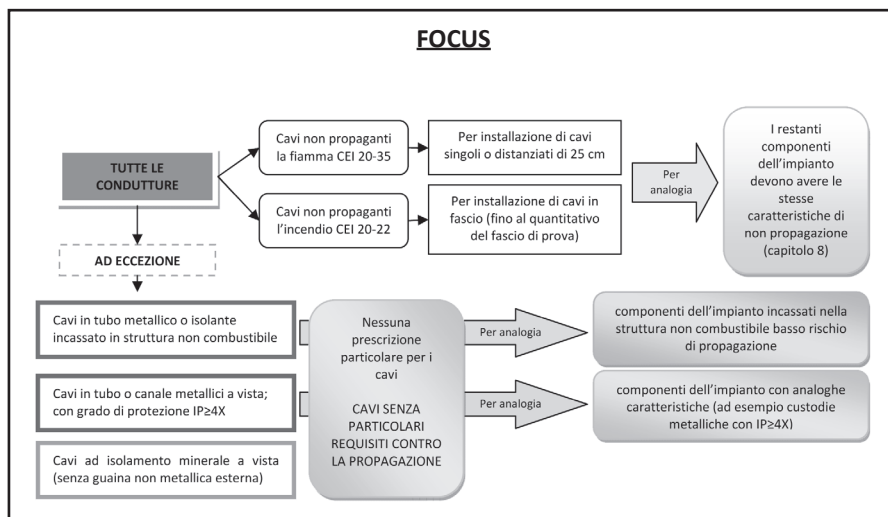 FOCUS
TUTTE LE
CONDUTTURE
Cavi non propaganti
la fiamma CEI 20-35
Per installazione di cavi
singoli o distanziati di 25 cm
Cavi non propaganti
l'incendio CEI 20-22
Per installazione di cavi in
fascio (fino al quantitativo
del fascio di prova)
Per
analogia
I restanti
componenti
dell'impianto
devono avere le
stesse
caratteristiche di
non propagazione
(capitolo 8)
AD ECCEZIONE
Cavi in tubo metallico o isolante
incassato in struttura non combustibile
Cavi in tubo o canale metallici a vista;
con grado di protezione IP≥4X
Cavi ad isolamento minerale a vista
(senza guaina non metallica esterna)
Nessuna
prescrizione
particolare per i
cavi
CAVI SENZA
PARTICOLARI
REQUISITI CONTRO
LA PROPAGAZIONE
Per analogia
componenti dell'impianto incassati nella
struttura non combustibile basso rischio
di propagazione
Per analogia
componenti dell'impianto con analoghe
caratteristiche (ad esempio custodie
metalliche con IP≥4X)